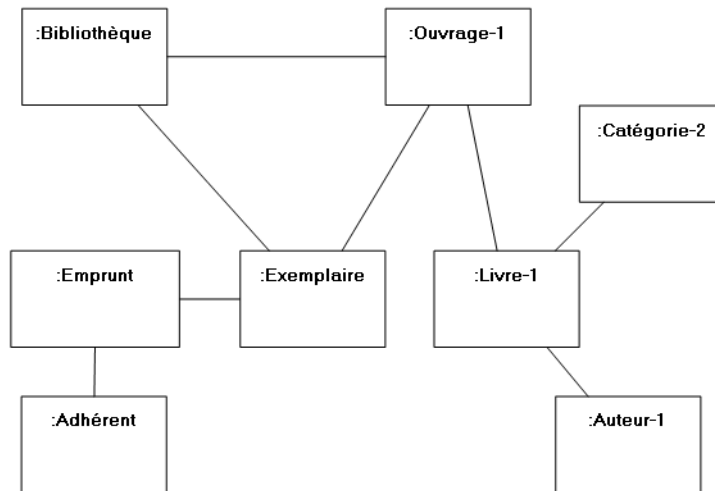 :Bibliothèque
:Ouvrage-1
:Catégorie-2
:Emprunt
:Exemplaire
:Livre-1
:Adhérent
:Auteur-1